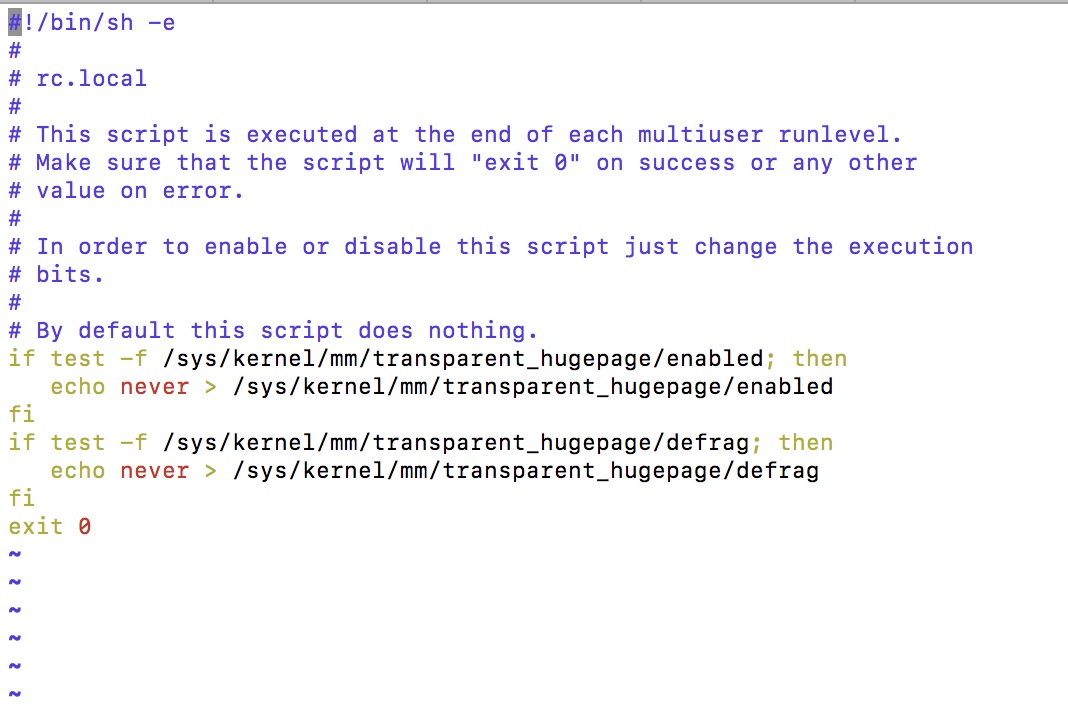 #!/bin/sh -e
#
# rc.local
#
# This script is executed at the end of each multiuser runlevel.
# Make sure that the script will "exit 0" on success or any other
# value on error.
#
# In order to enable or disable this script just change the execution
# bits.
#
# By default this script does nothing.
if test -f /sys/kernel/mm/transparent_hugepage/enabled; then
   echo never > /sys/kernel/mm/transparent_hugepage/enabled
fi
if test -f /sys/kernel/mm/transparent_hugepage/defrag; then
   echo never > /sys/kernel/mm/transparent_hugepage/defrag
fi
exit 0
~
~
~
~
~
~